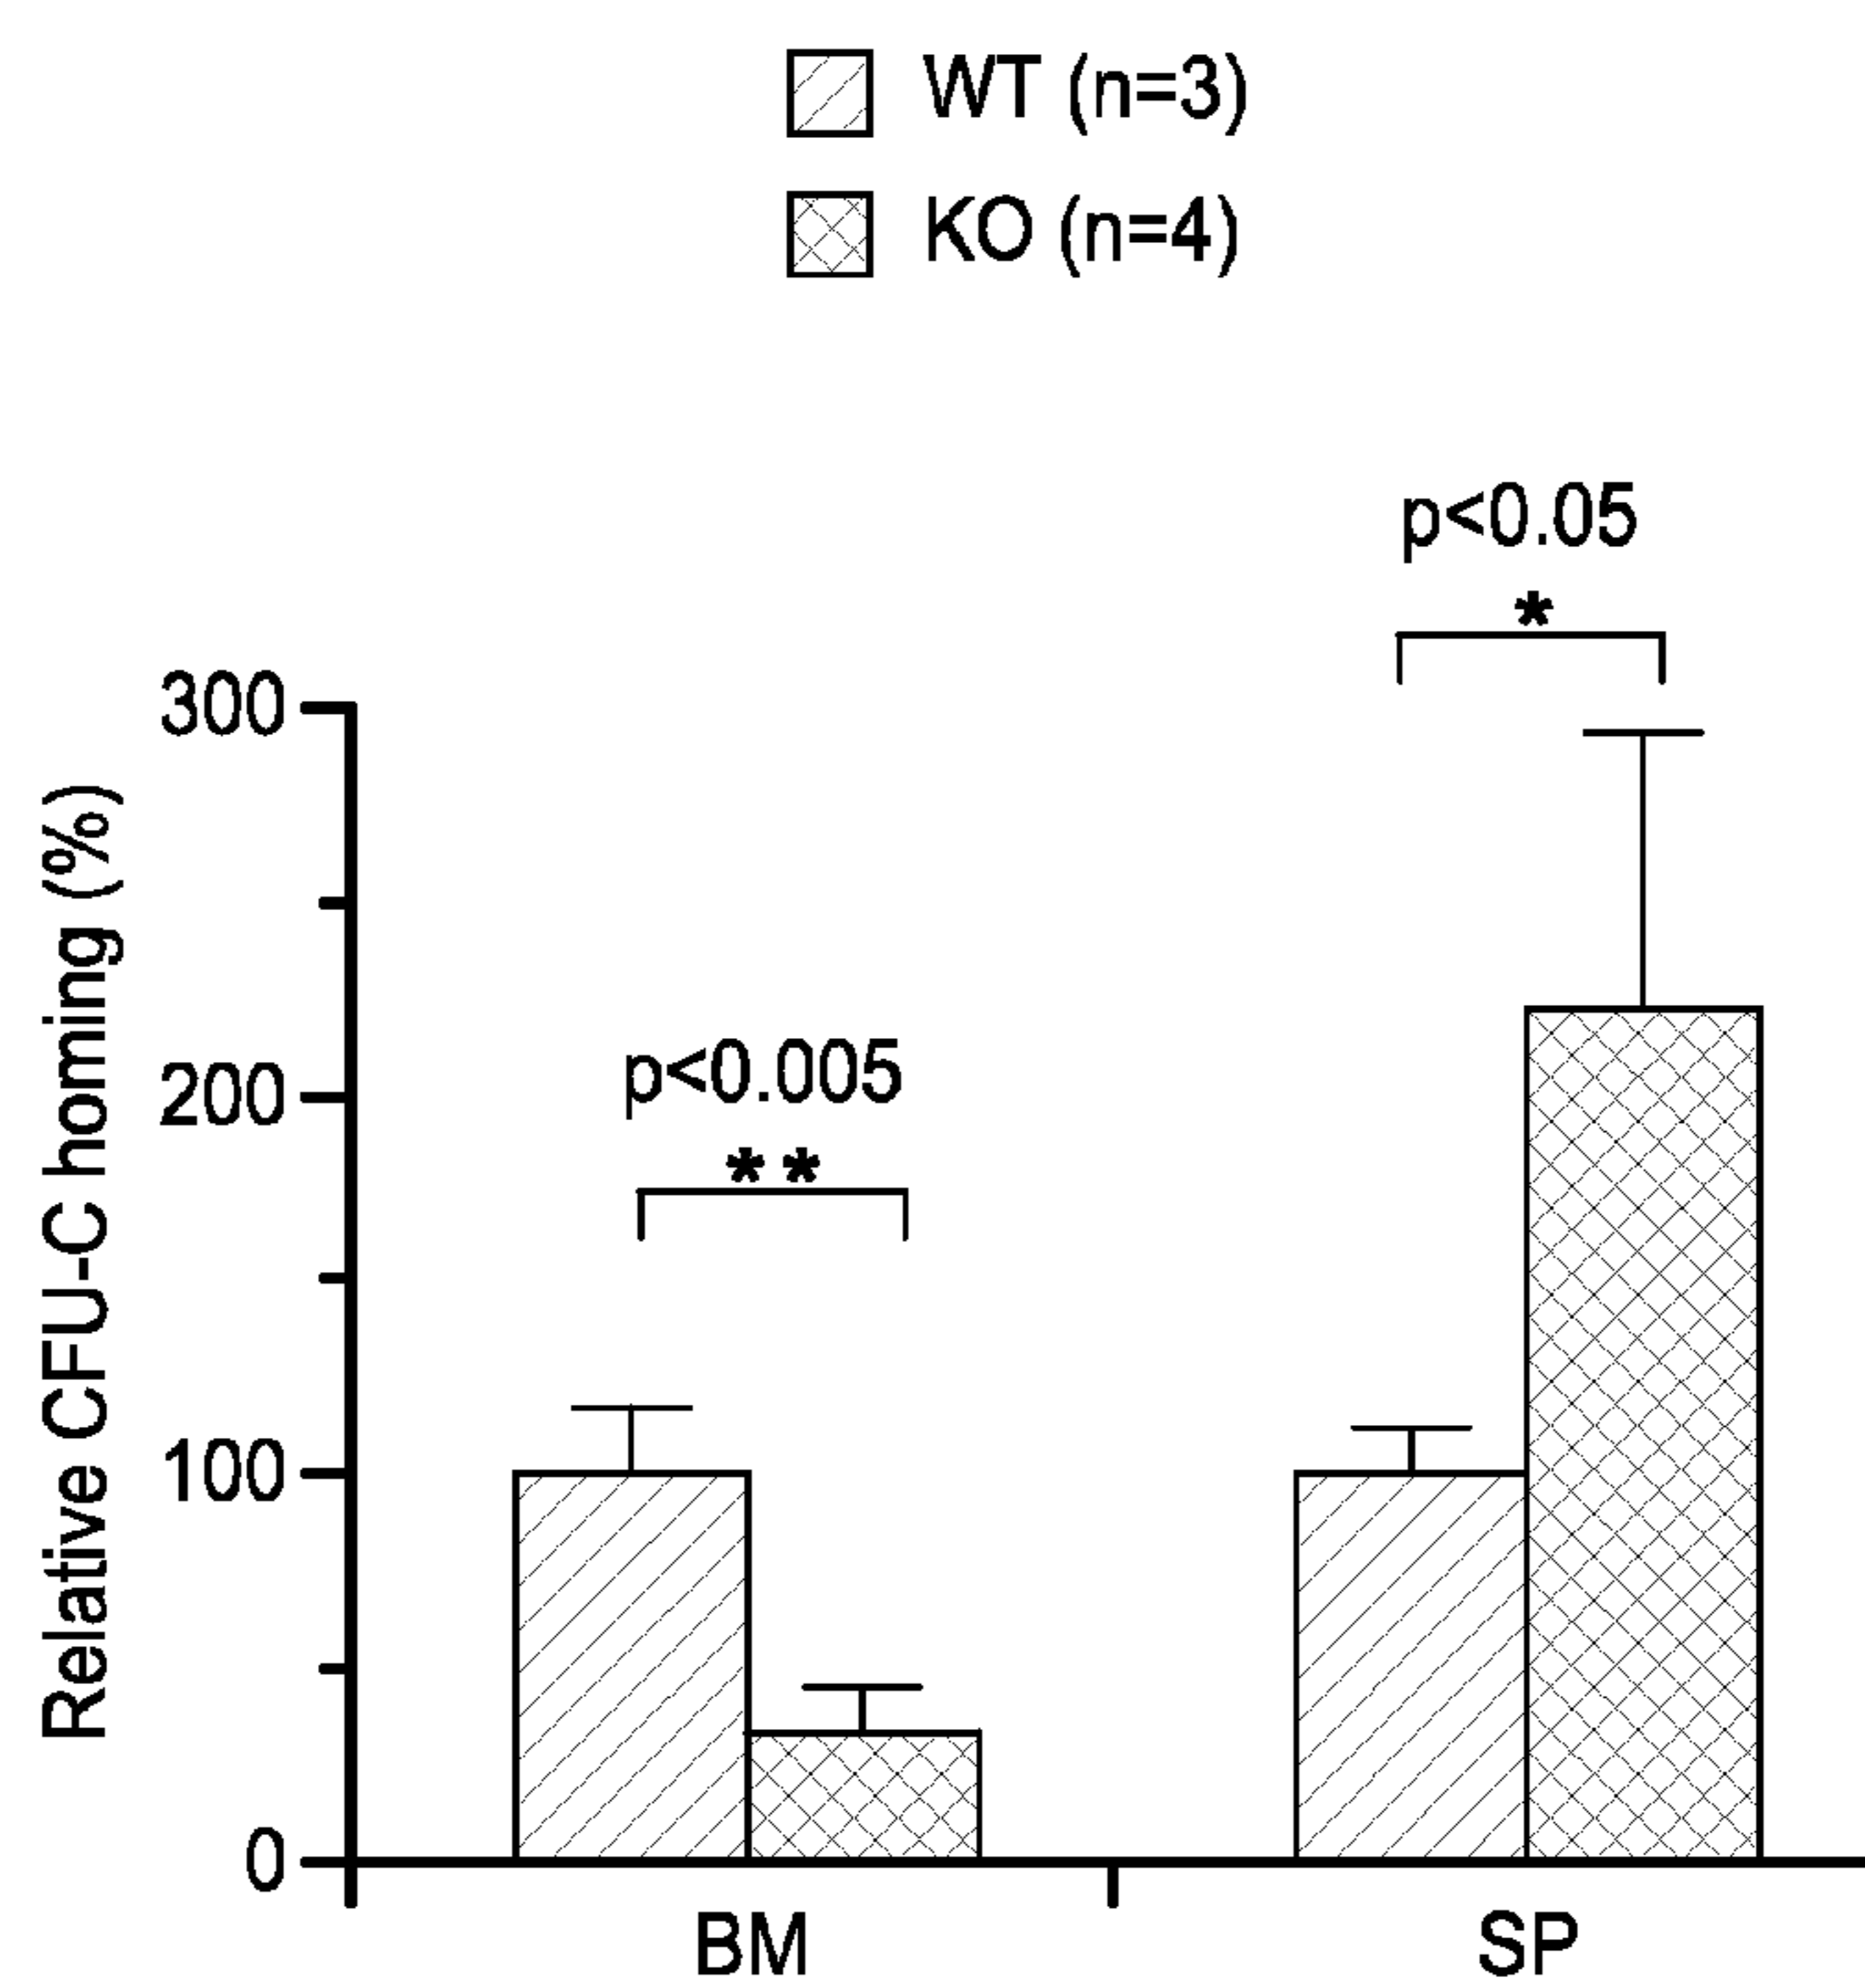 WT (n=3)
KO (n=4)
p<0.05
*
300
Relative CFU-C homing (%)
200
p<0.005
**
100
0
BM
SP